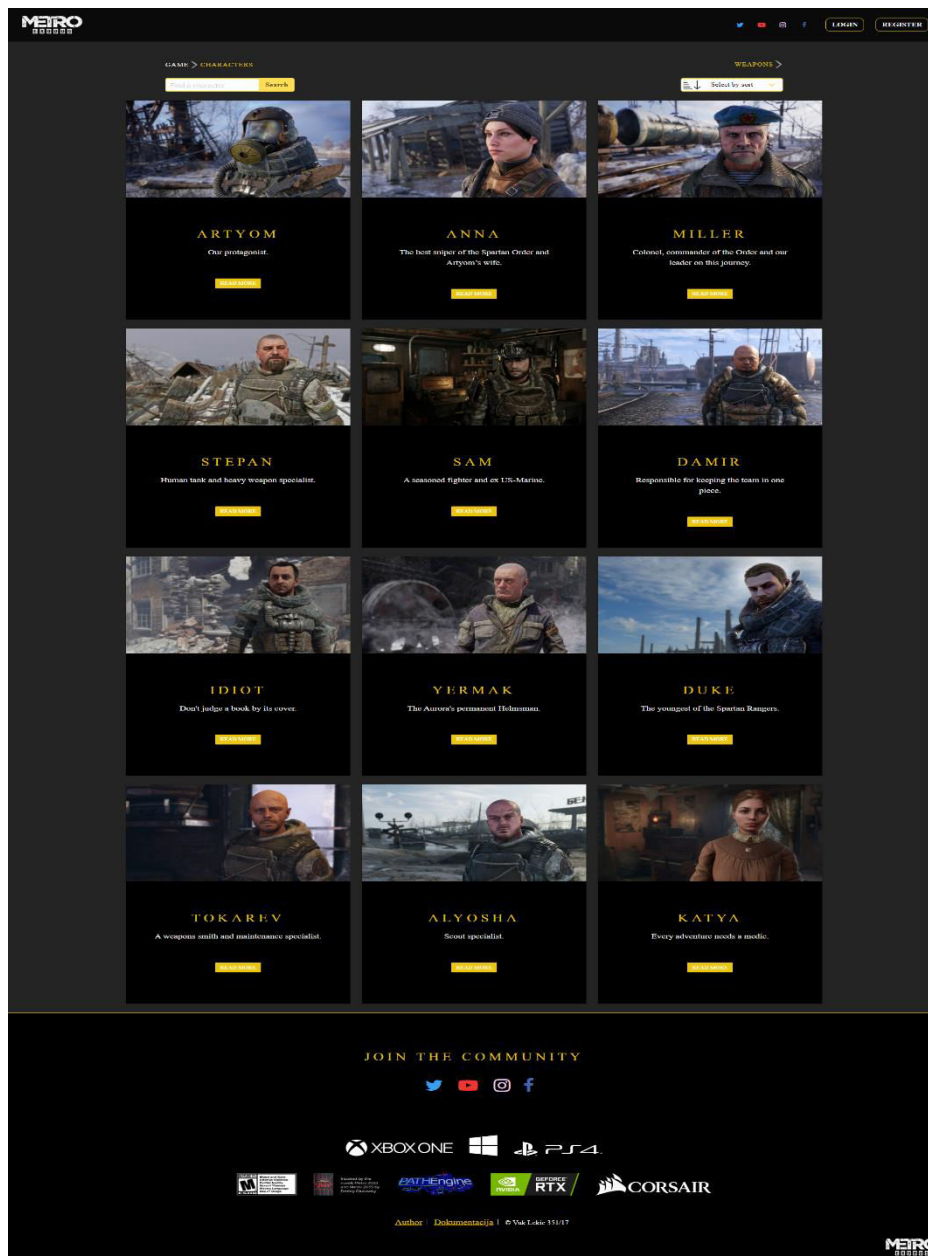 METRO
EXODUS
LOGIN
REGISTER
GAME > CHARACTERS
WEAPONS >
Find a character
Search
Select by sort
ARTYOM
Our protagonist.
READ MORE
ANNA
The best sniper of the Spartan Order and
Artyom's wife.
READ MORE
MILLER
Colonel, commander of the Order and our
leader on this journey.
READ MORE
STEPAN
Human tank and heavy weapon specialist.
READ MORE
SAM
A seasoned fighter and ex US-Marine.
READ MORE
DAMIR
Responsible for keeping the team in one
piece.
READ MORE
IDIOT
Don't judge a book by its cover.
READ MORE
YERMAK
The Aurora's permanent Helmsman.
READ MORE
DUKE
The youngest of the Spartan Rangers.
READ MORE
TOKAREV
A weapons smith and maintenance specialist.
READ MORE
ALYOSHA
Scout specialist.
READ MORE
KATYA
Every adventure needs a medic.
READ MORE
JOIN THE COMMUNITY
XBOX ONE
PS4
PATHEngine
NVIDIA
GEFORCE
RTX
CORSAIR
Author | Dokumentacija | © Vuk Lekic 351/17
METRO